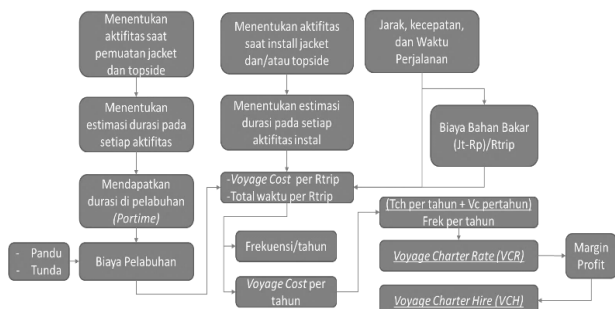 Menentukan
aktifitas saat
pemuatan jacket
dan topside
Menentukan
estimasi durasi pada
setiap aktifitas
Mendapatkan
durasi di pelabuhan
(Portime)
- Pandu
- Tunda
Biaya Pelabuhan
Menentukan aktifitas
saat install jacket
dan/atau topside
Menentukan
estimasi durasi pada
setiap aktifitas instal
-Voyage Cost per Rtrip
-Total waktu per Rtrip
Frekuensi/tahun
Voyage Cost per
tahun
Jarak, kecepatan,
dan Waktu
Perjalanan
Biaya Bahan Bakar
(Jt-Rp)/Rtrip
(Tch per tahun + Vc pertahun)
Frek per tahun
Voyage Charter Rate (VCR)
Margin
Profit
Voyage Charter Hire (VCH)